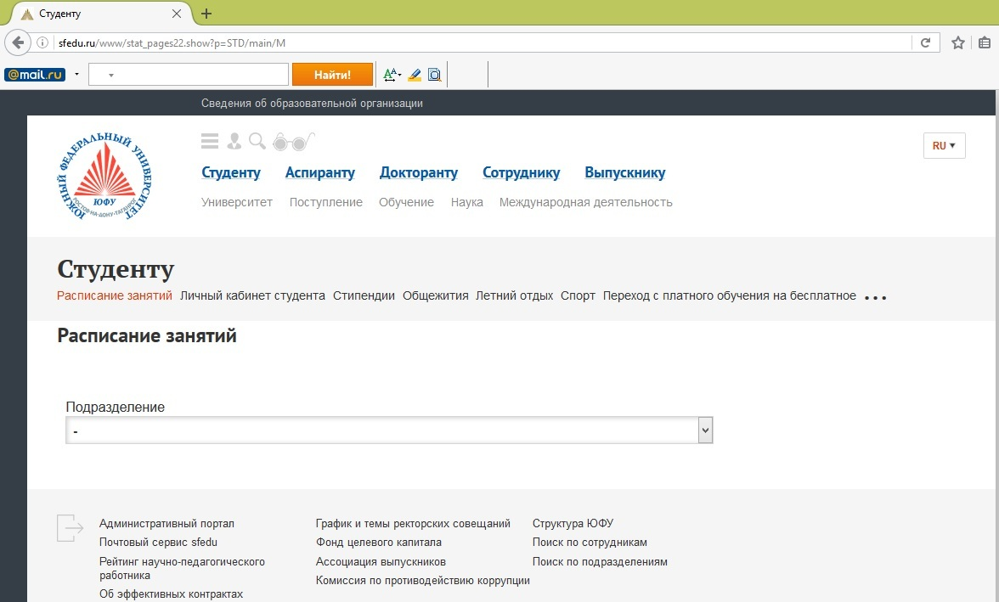 Студенту
sfedu.ru/www/stat_pages22.show?p=STD/main/M
@mail.ru
Найти!
Сведения об образовательной организации
ЮЖНЫЙ ФЕДЕРАЛЬНЫЙ УНИВЕРСИТЕТ
ЮФУ
РОСТОВ-НА-ДОНУ-ТАГАНРОГ
RU
Студенту Аспиранту Докторанту Сотруднику Выпускнику
Университет Поступление Обучение Наука Международная деятельность
Студенту
Расписание занятий Личный кабинет студента Стипендии Общежития Летний отдых Спорт Переход с платного обучения на бесплатное ...
Расписание занятий
Подразделение
-
Административный портал
Почтовый сервис sfedu
Рейтинг научно-педагогического
работника
Об эффективных контрактах
График и темы ректорских совещаний
Фонд целевого капитала
Ассоциация выпускников
Комиссия по противодействию коррупции
Структура ЮФУ
Поиск по сотрудникам
Поиск по подразделениям